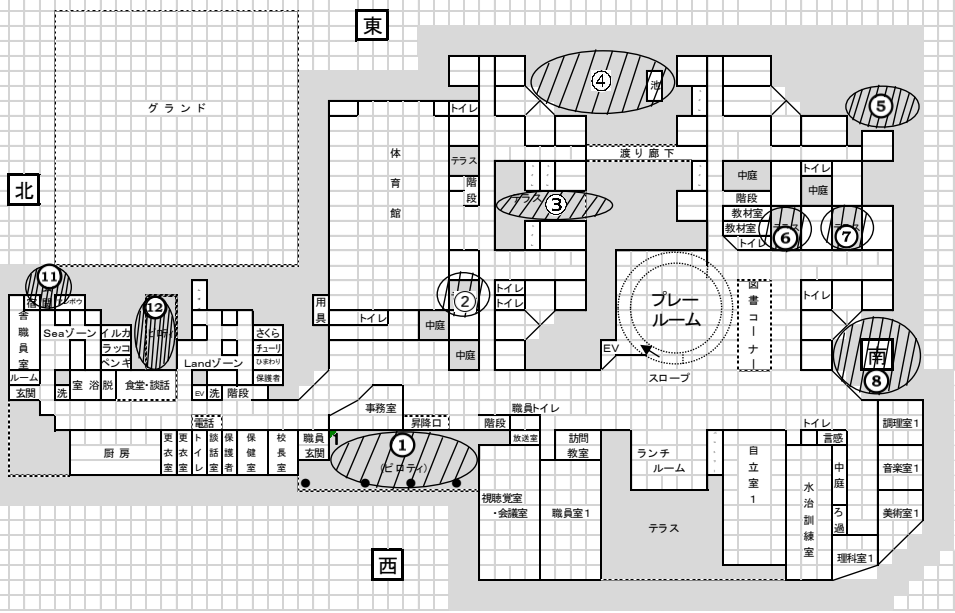 東
グランド
④
池
⑤
トイレ
体育館
渡り廊下
テラス
中庭
トイレ
北
階段
中庭
テラス
③
階段
教材室
教材室
⑥
⑦
トイレ
⑪
②
トイレ
プレー
ルーム
図書コーナー
トイレ
宿
⑫
トイレ
用具
トイレ
中庭
舎
職員室
Seaゾーン
イルカ
さくら
ラッコ
チューリ
EV
中庭
南
ペンギ
Landゾーン
ひまわり
ルーム
保護者
スロープ
⑧
玄関
洗
室
浴
脱
食堂・談話
EV
洗
階段
事務室
職員トイレ
電話
昇降口
階段
トイレ
調理室1
厨房
更衣室
更衣室
トイレ
談話室
保護者
保健室
校長室
職員
玄関
①
(ピロティ)
放送室
訪問
教室
ランチ
ルーム
自立室1
言感
中庭
音楽室1
視聴覚室
・会議室
職員室1
テラス
水治訓練室
ろ過
美術室1
理科室1
西